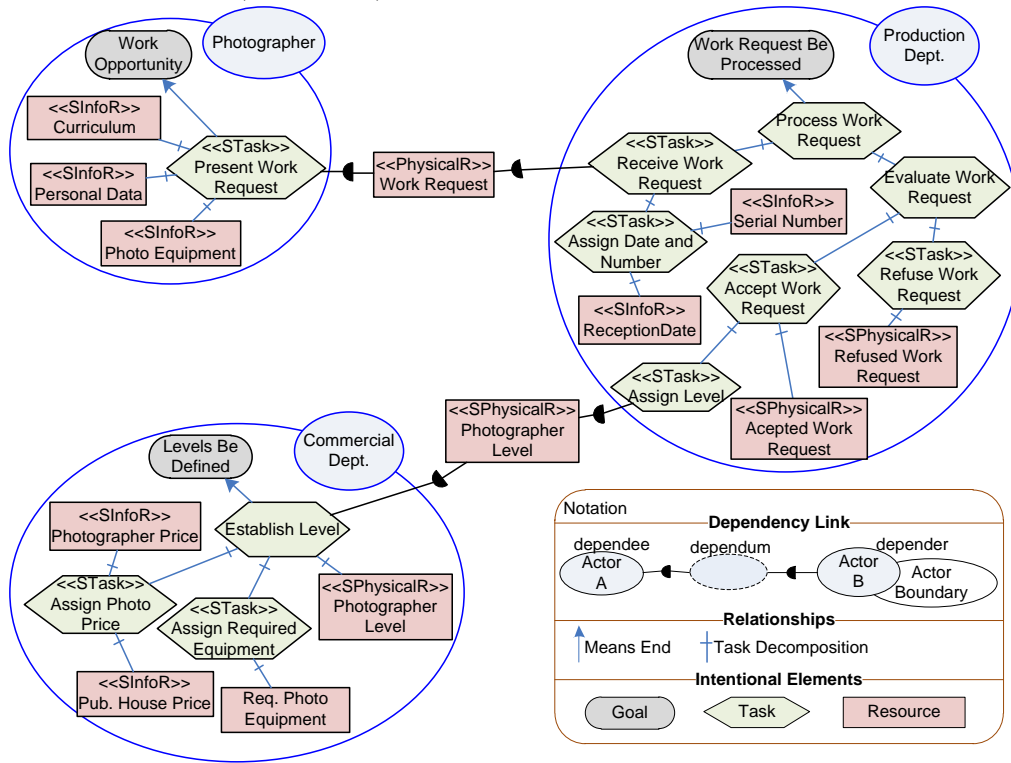 Work
Opportunity
Photographer
<<SInfoR>>
Curriculum
<<STask>>
Present Work
Request
<<SInfoR>>
Personal Data
<<SInfoR>>
Photo Equipment
<<PhysicalR>>
Work Request
Work Request Be
Processed
Production
Dept.
Process Work
Request
<<STask>>
Receive Work
Request
Evaluate Work
Request
<<SInfoR>>
Serial Number
<<STask>>
Assign Date and
Number
<<STask>>
Accept Work
Request
<<STask>>
Refuse Work
Request
<<SInfoR>>
ReceptionDate
<<SPhysicalR>>
Refused Work
Request
<<STask>>
Assign Level
<<SPhysicalR>>
Acepted Work
Request
<<SPhysicalR>>
Photographer
Level
Levels Be
Defined
Commercial
Dept.
<<SInfoR>>
Photographer Price
Establish Level
<<STask>>
Assign Photo
Price
<<STask>>
Assign Required
Equipment
<<SPhysicalR>>
Photographer
Level
<<SInfoR>>
Pub. House Price
Req. Photo
Equipment
Notation
Dependency Link
dependee
dependum
depender
Actor
A
Actor
B
Actor
Boundary
Relationships
Means End
Task Decomposition
Intentional Elements
Goal
Task
Resource